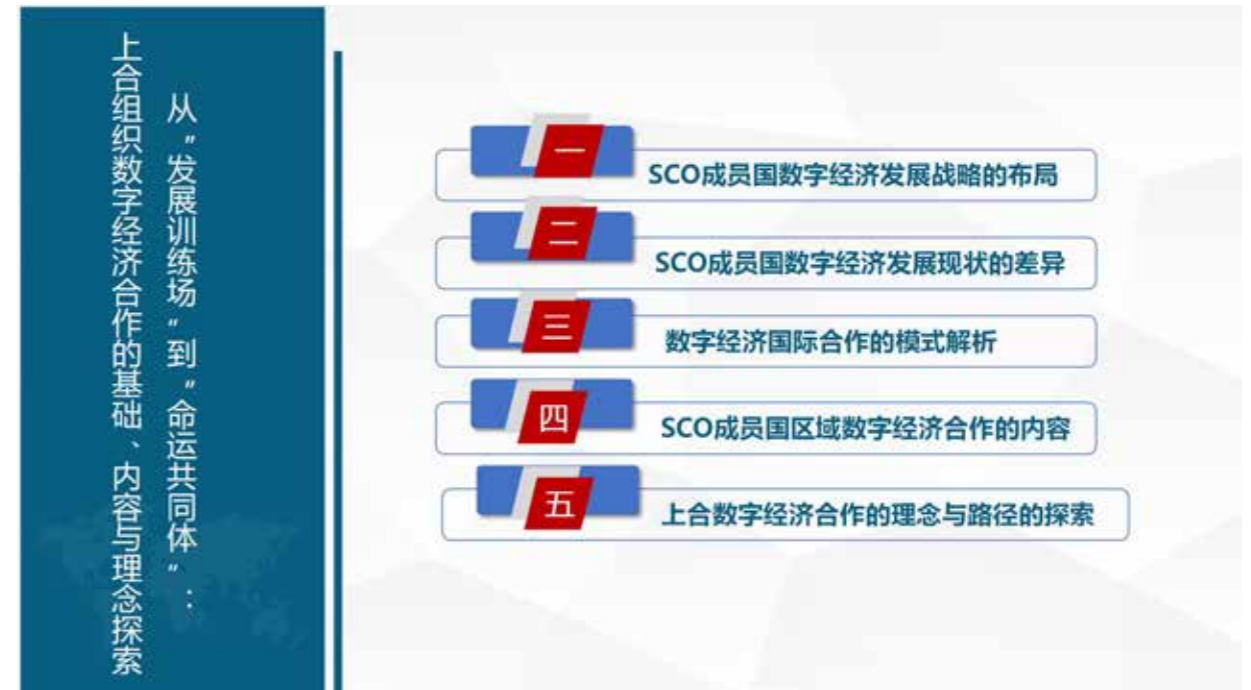 从“发展训练场”到“命运共同体”：
上合组织数字经济合作的基础、内容与理念探索
一
SCO成员国数字经济发展战略的布局
二
SCO成员国数字经济发展现状的差异
三
数字经济国际合作的模式解析
四
SCO成员国区域数字经济合作的内容
五
上合数字经济合作的理念与路径的探索